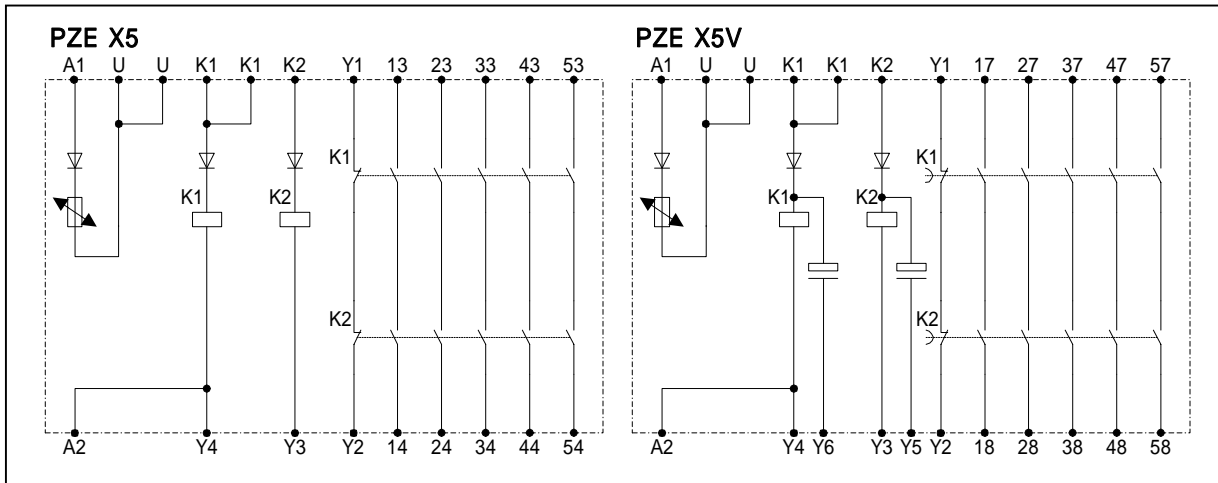 PZE X5 PZE X5V
A1 U U K1 K1 K2 Y1 13 23 33 43 53 A1 U U K1 K1 K2 Y1 17 27 37 47 57
K1 K1
K1 K2 K1 K2
K2 K2
A2 Y4 Y3 Y2 14 24 34 44 54 A2 Y4 Y6 Y3 Y5 Y2 18 28 38 48 58